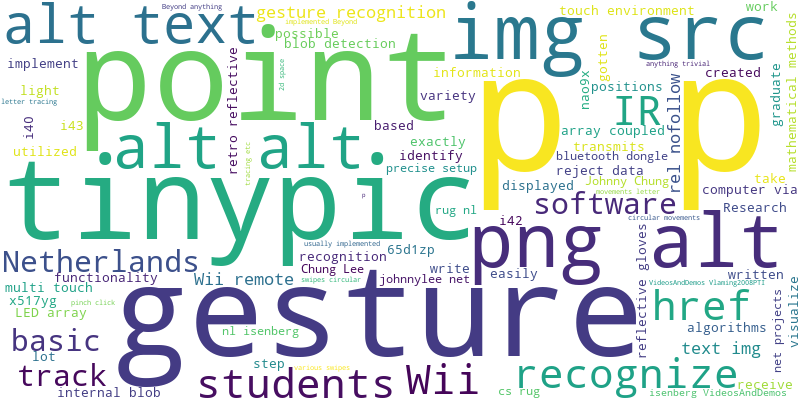 Beyond anything
alt text
gesture recognition
implemented Beyond
img src
touch environment
work
possible
blob detection
point
p p
implement
retro reflective
2d space
gotten
mathematical methods
anything trivial
light
information
nao9x
positions
created
letter tracing
variety
IR
rel nofollow
graduate
i40
i43
alt alt
based
array coupled
utilized
exactly
transmits
identify
bluetooth dongle
take
precise setup
reject data
tracing etc
tinypic
displayed
Johnny Chung
computer via
movements letter
p
software
rug nl
i42
circular movements
Research
png alt
usually implemented
Netherlands
recognition
65d1zp
written
Chung Lee
write
easily
reflective gloves
functionality
Wii remote
swipes circular
johnnylee net
VideosAndDemos Vlaming2008PTI
multi touch
gesture
href
net projects
visualize
x517yg
pinch click
LED array
basic
nl isenberg
algorithms
lot
step
text img
track
various swipes
recognize
receive
students
Wii
internal blob
cs rug
isenberg VideosAndDemos